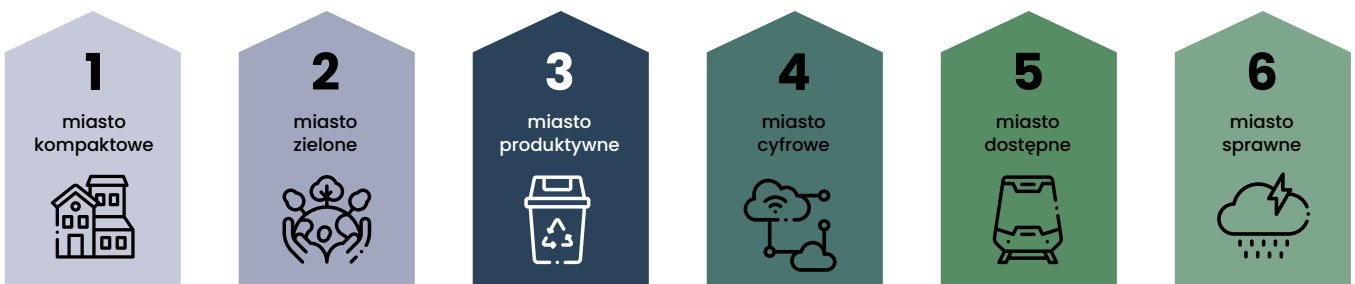 1
miasto
kompaktowe
2
miasto
zielone
3
miasto
produktywne
4
miasto
cyfrowe
5
miasto
dostępne
6
miasto
sprawne